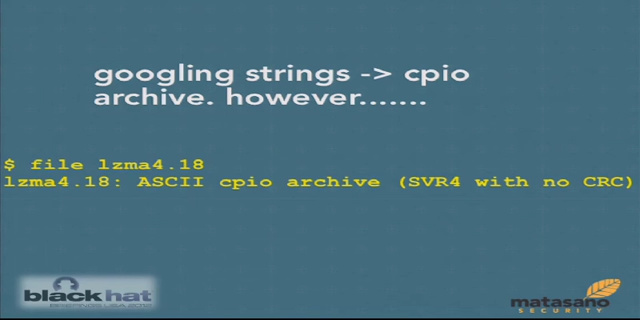 googling strings -> cpio
archive. however.......
$ file lzma4.18
lzma4.18: ASCII cpio archive (SVR4 with no CRC)
blackhat
matasano
SECURITY